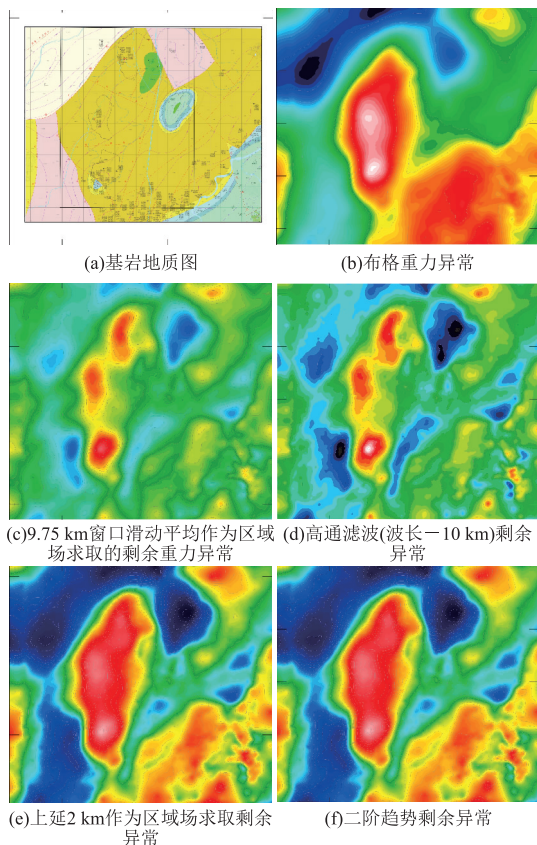 (a)基岩地质图
(b)布格重力异常
(c)9.75 km窗口滑动平均作为区域
场求取的剩余重力异常
(d)高通滤波(波长－10 km)剩余
异常
(e)上延2 km作为区域场求取剩余
异常
(f)二阶趋势剩余异常